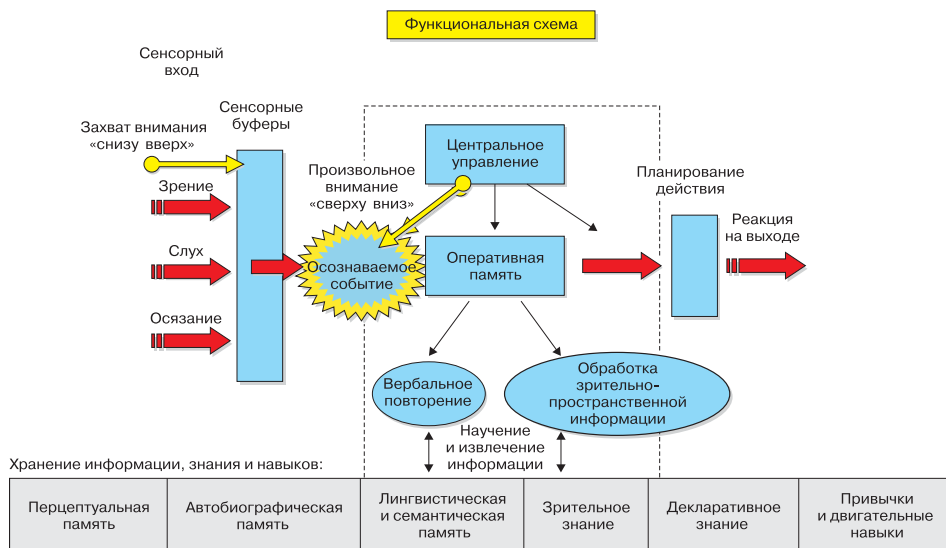 Функциональная схема
Сенсорный
вход
Сенсорные
буферы
Захват внимания
«снизу вверх»
Зрение
Слух
Осязание
Произвольное
внимание
«сверху вниз»
Осознаваемое
событие
Центральное
управление
Оперативная
память
Планирование
действия
Реакция
на выходе
Вербальное
повторение
Обработка
зрительно-
пространственной
информации
Научение
и извлечение
информации
Хранение информации, знания и навыков:
Перцептуальная
память
Автобиографическая
память
Лингвистическая
и семантическая
память
Зрительное
знание
Декларативное
знание
Привычки
и двигательные
навыки